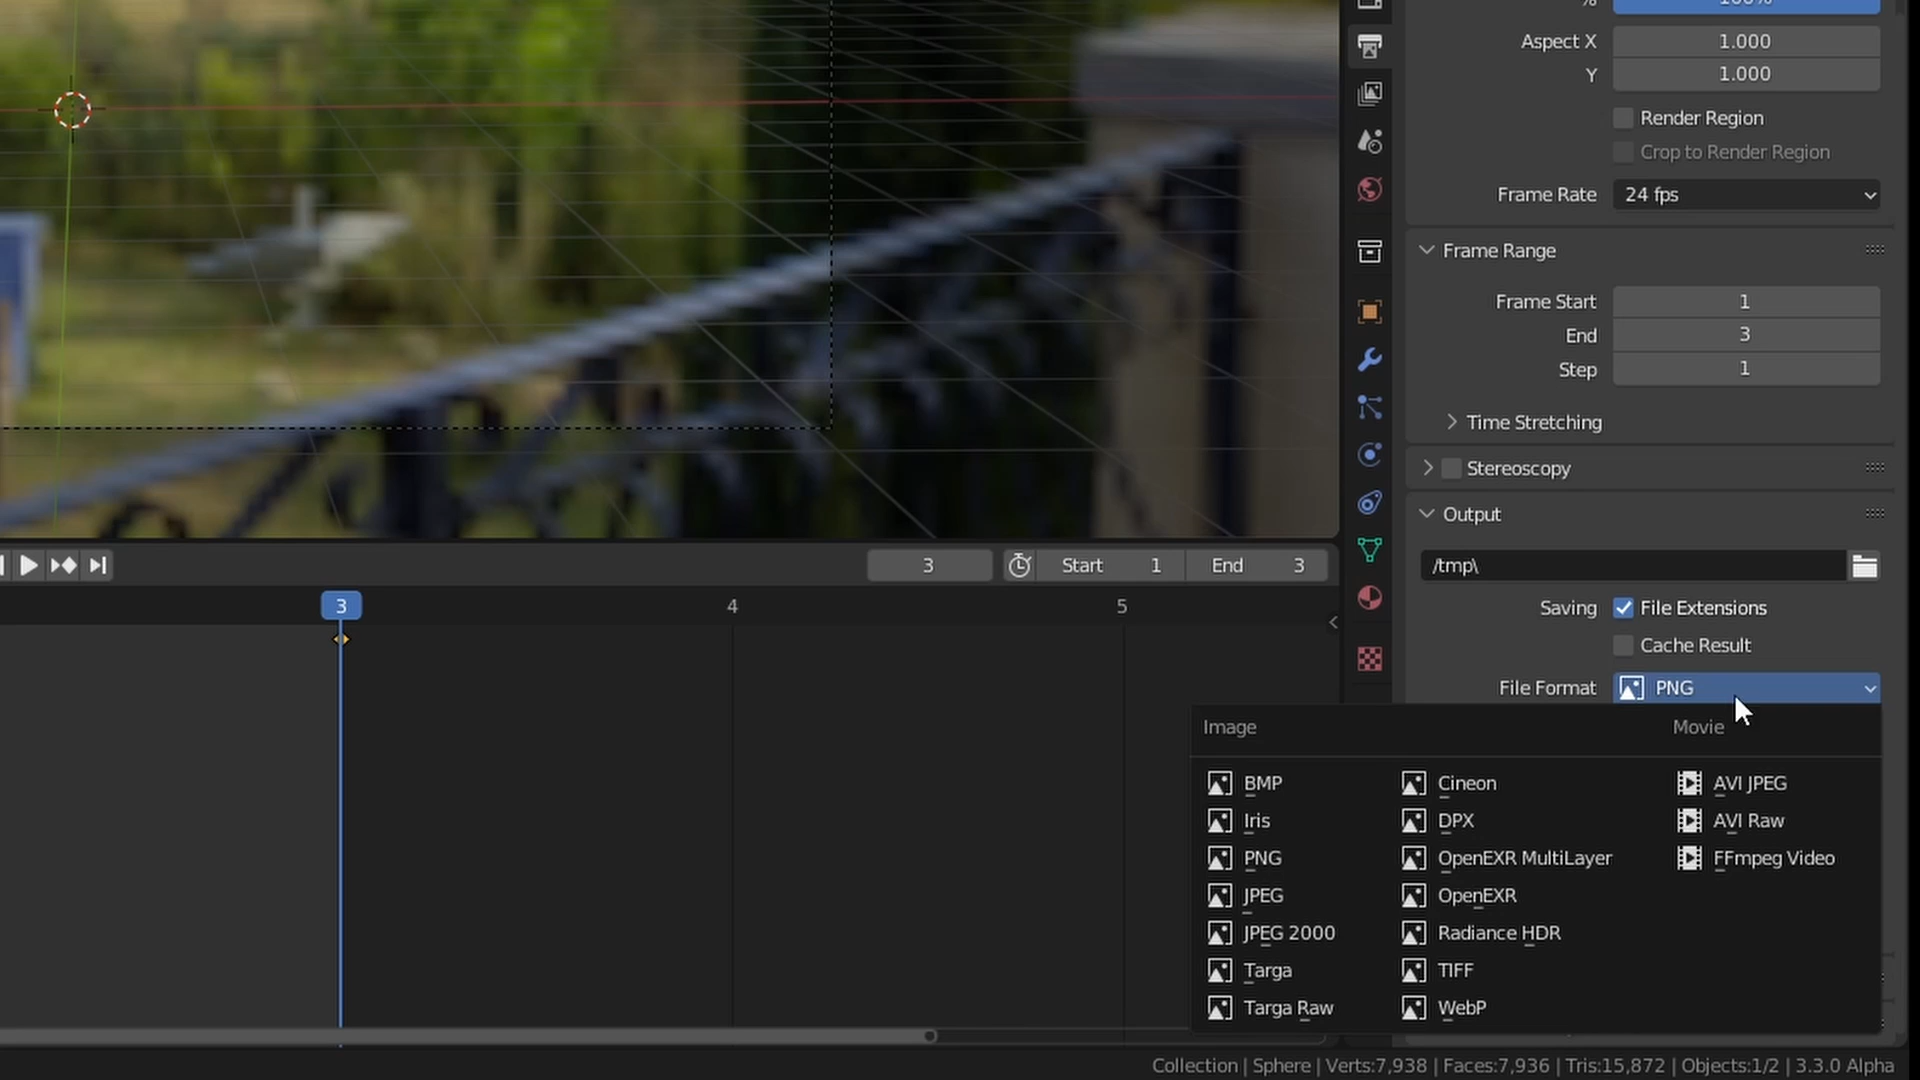 %
100%
Aspect X 1.000
Y 1.000
Render Region
Crop to Render Region
Frame Rate 24 fps
Frame Range
Frame Start 1
End 3
Step 1
Time Stretching
Stereoscopy
Output
/tmp\
Saving File Extensions
Cache Result
File Format PNG
3 Start 1 End 3
3 4 5
Image Movie
BMP Cineon AVI JPEG
Iris DPX AVI Raw
PNG OpenEXR MultiLayer FFmpeg Video
JPEG OpenEXR
JPEG 2000 Radiance HDR
Targa TIFF
Targa Raw WebP
Collection | Sphere | Verts:7,938 | Faces:7,936 | Tris:15,872 | Objects:1/2 | 3.3.0 Alpha